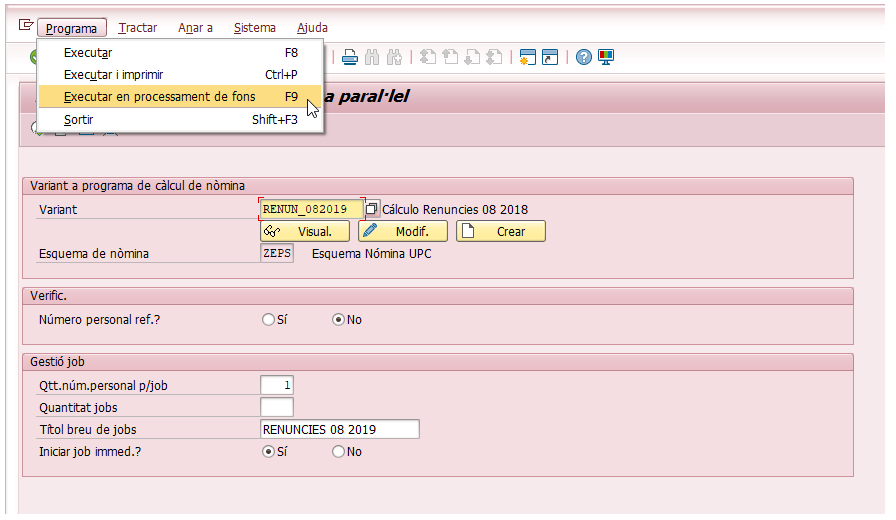 Programa Tractar Anar a Sistema Ajuda
Executar F8
Executar i imprimir Ctrl+P
Executar en processament de fons F9
Sortir Shift+F3
a paral·lel
Variant a programa de càlcul de nòmina
Variant RENUN_082019 Cálculo Renuncies 08 2018
Visual. Modif. Crear
Esquema de nòmina ZEPS Esquema Nómina UPC
Verific.
Número personal ref.? Sí No
Gestió job
Qtt.núm.personal p/job 1
Quantitat jobs
Títol breu de jobs RENUNCIES 08 2019
Iniciar job immed.? Sí No